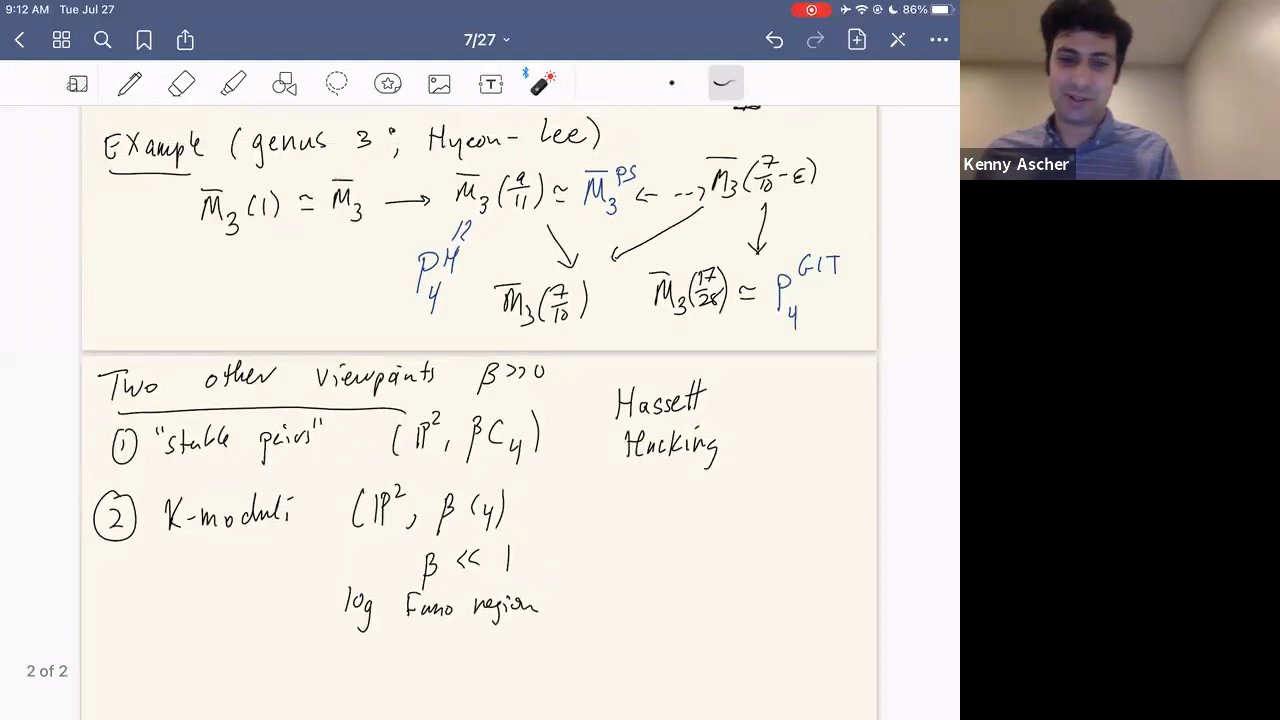 9:12 AM Tue Jul 27
86%
7/27
Kenny Ascher
Example (genus 3; Hyeon-Lee)
M̅₃(1) ≃ M̅₃ → M̅₃(9/11) ≃ M̅₃^PS ← --> M̅₃(7/10 - ε)
P₄^H 12
M̅₃(7/10) M̅₃(17/28) ≃ P₄^GIT
Two other viewpoints β >> 0
① "stable pairs" (ℙ², βC₄) Hassett
Hacking
② K-moduli (ℙ², βC₄)
β << 1
log Fano region
2 of 2